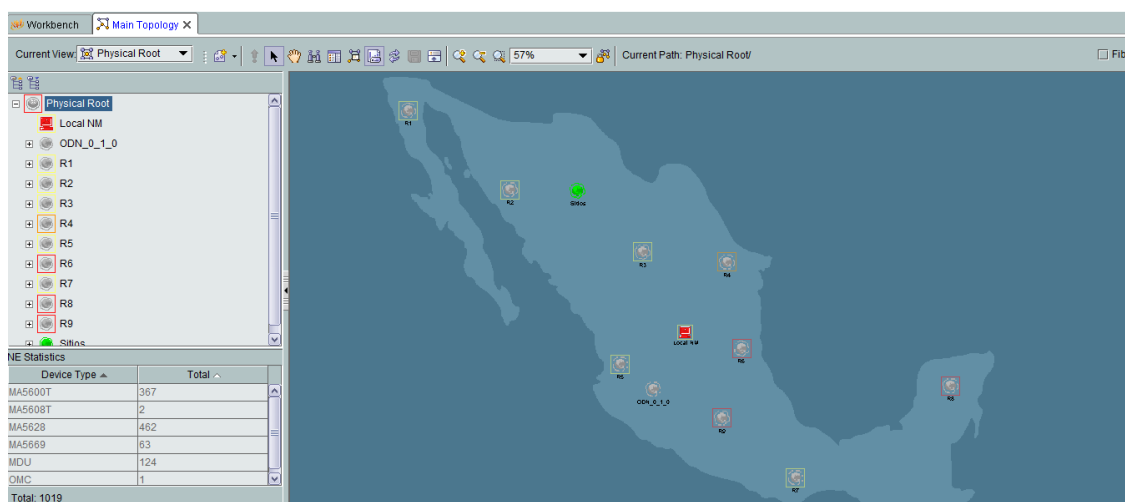 Workbench
Main Topology
Current View: Physical Root
57%
Current Path: Physical Root/
Fib
Physical Root
Local NM
ODN_0_1_0
R1
R2
R3
R4
R5
R6
R7
R8
R9
Sitios
NE Statistics
Device Type Total
MA5600T 367
MA5608T 2
MA5628 462
MA5669 63
MDU 124
OMC 1
Total: 1019
R1
R2
Sitios
R3
R4
Local NM
R6
R5
ODN_0_1_0
R8
R9
R7